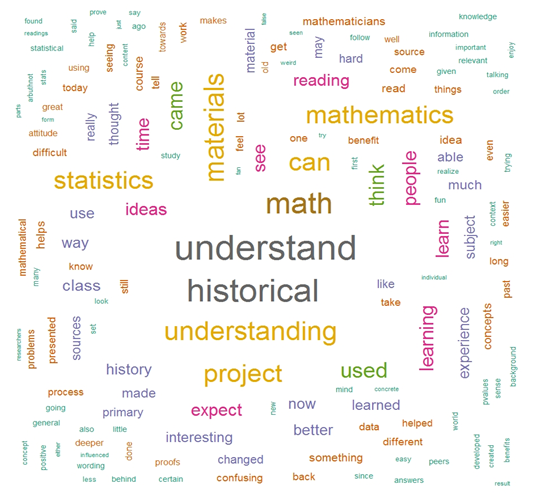 found
prove
just
say
ago
towards
work
makes
false
seen
mathematicians
knowledge
readings
said
help
content
seeing
course
tell
material
old
get
weird
may
hard
follow
well
source
information
important
relevant
enjoy
statistical
parts
arbuthnot
stats
using
today
great
form
attitude
difficult
really
thought
time
came
study
materials
feel
lot
fan
see
reading
come
read
given
things
talking
order
mathematics
one
try
benefit
first
idea
able
realize
even
trying
can
think
people
much
statistics
ideas
math
fun
learn
subject
context
easier
right
long
past
mathematical
many
helps
use
way
know
class
still
look
understand
historical
like
take
individual
researchers
problems
presented
sources
set
understanding
learning
experience
concepts
pvalues
sense
background
history
project
used
mind
concrete
process
going
general
made
primary
expect
new
now
learned
data
helped
world
concept
positive
either
also
little
deeper
influenced
wording
done
interesting
better
different
developed
created
benefits
proofs
changed
something
easy
peers
less
behind
certain
confusing
back
since
answers
result